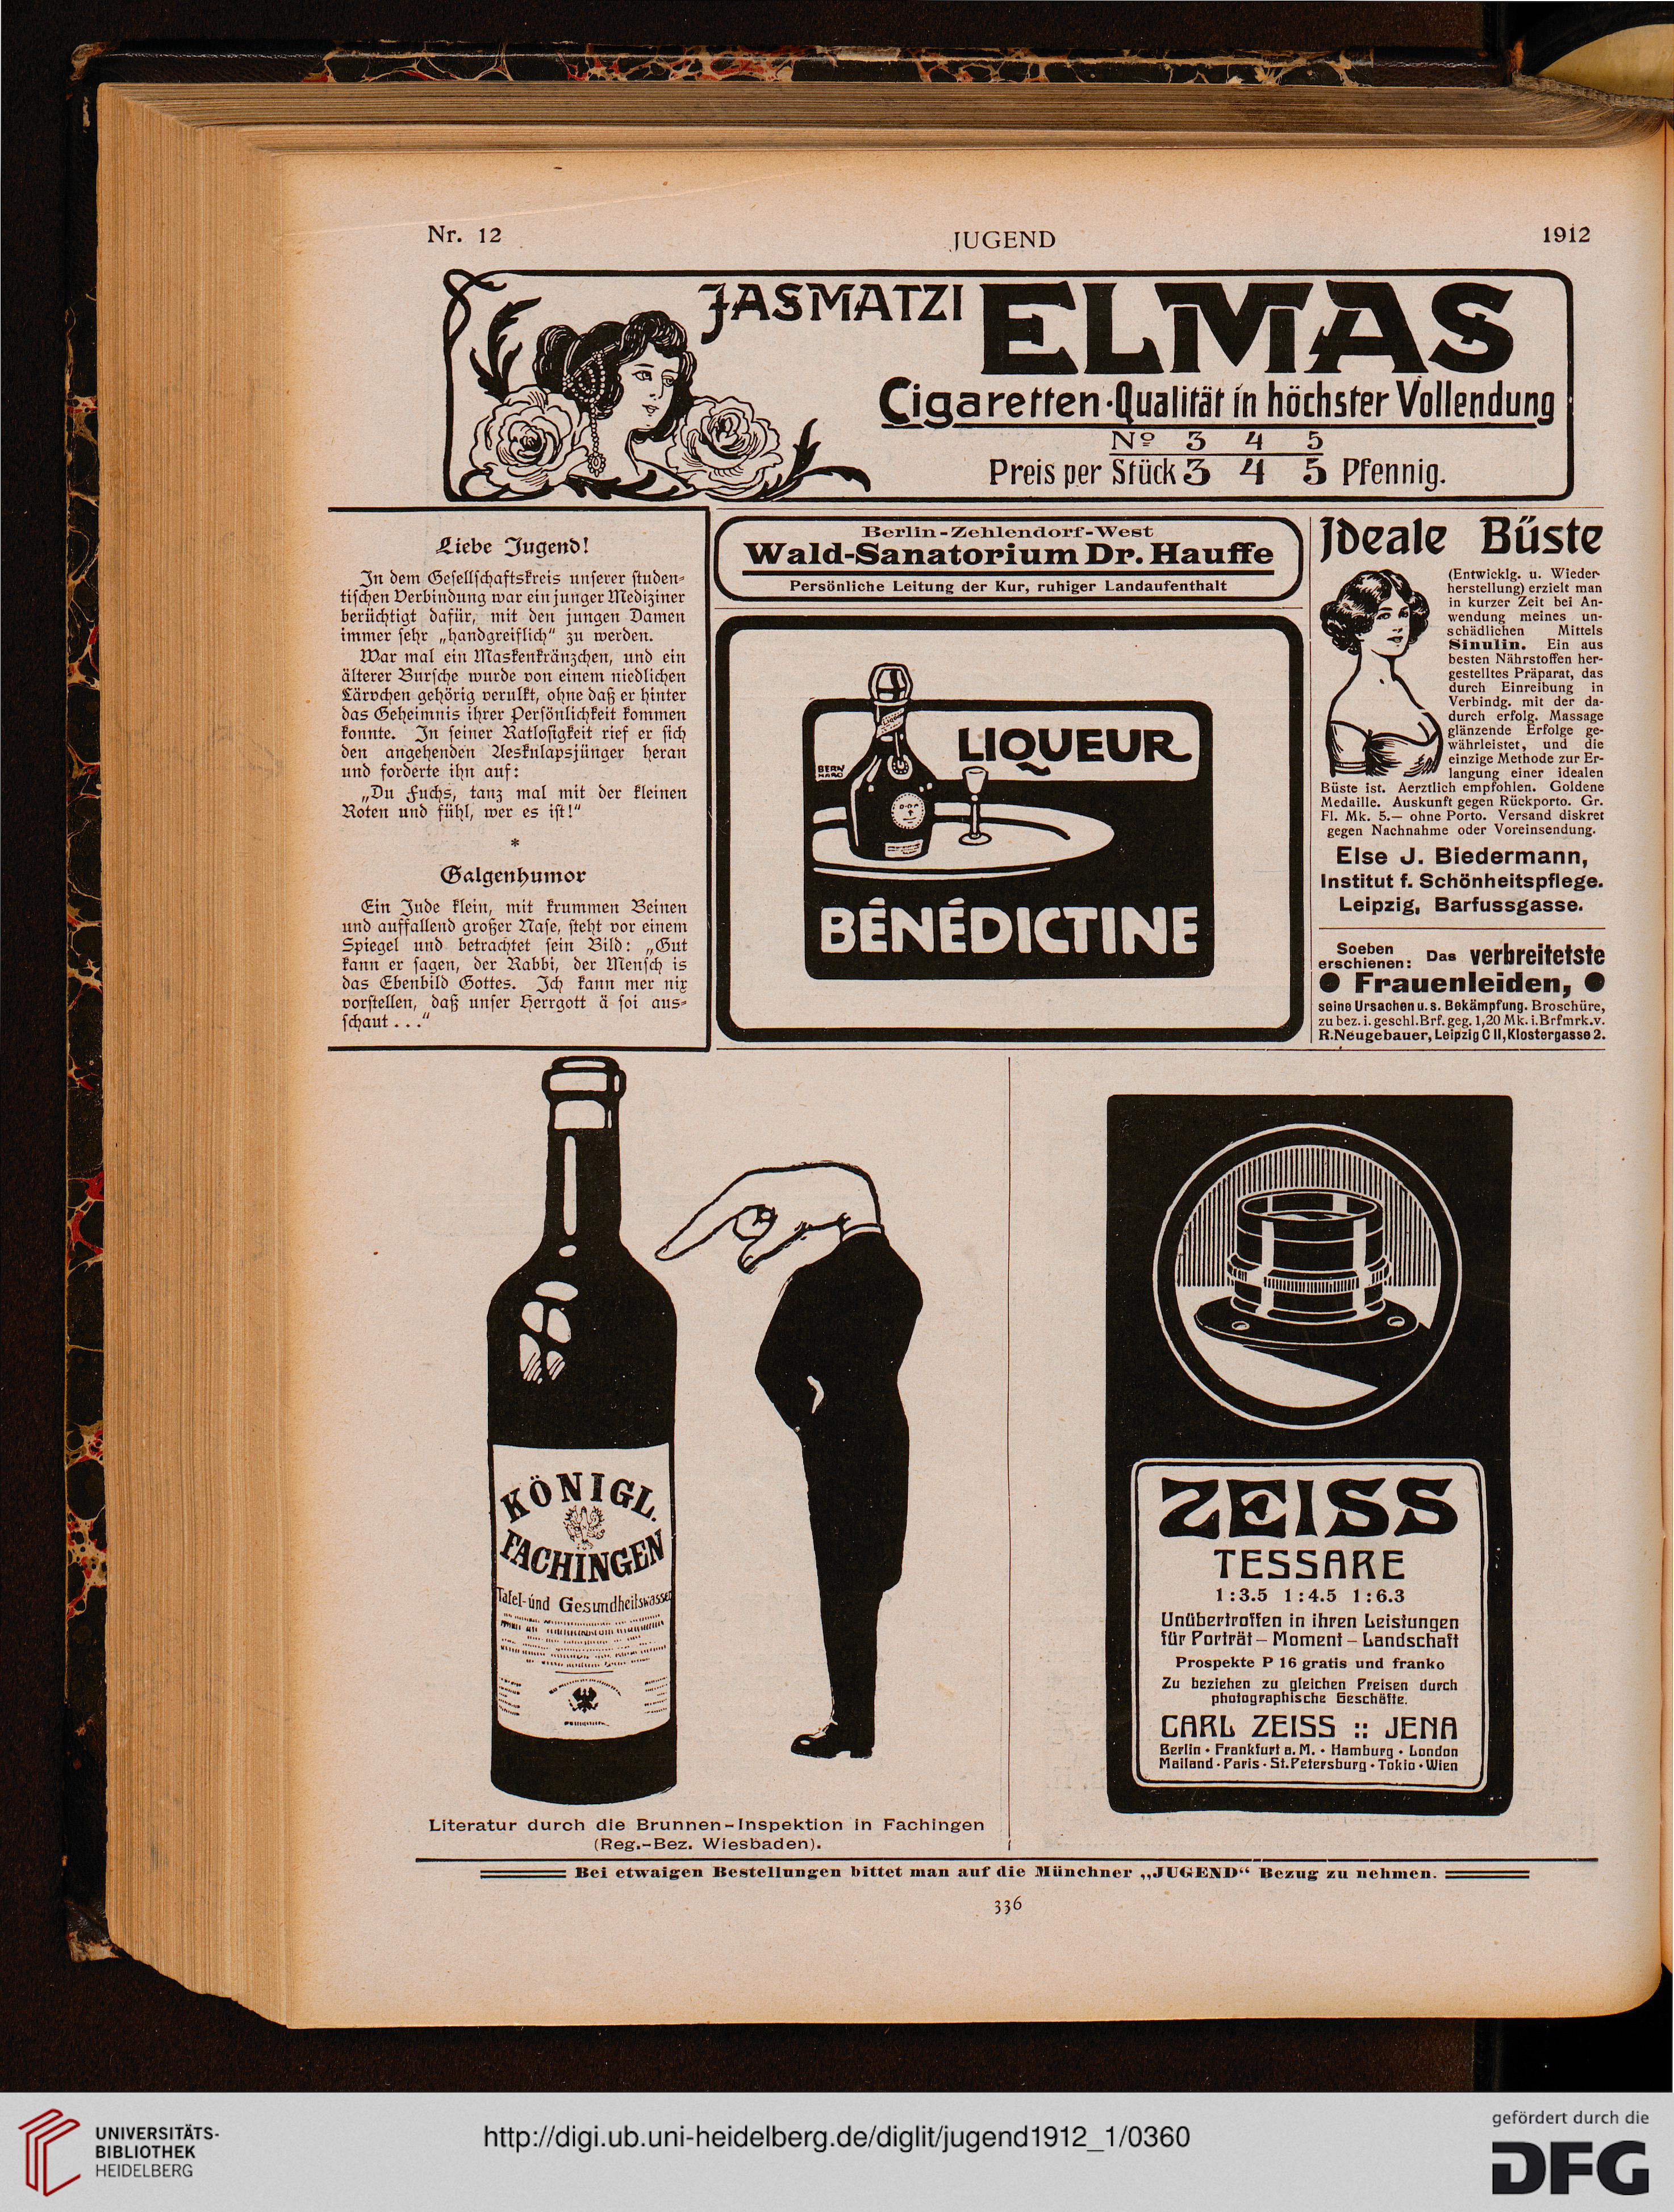 Nr. 12
JUGEND
1912
JASMATZI ELMAS
Cigaretten-Qualität in höchster Vollendung
No 3 4 5
Preis per Stück 3 4 5 Pfennig.
Liebe Jugend!
In dem Gesellschaftskreis unserer studen-
tischen Verbindung war ein junger Mediziner
berüchtigt dafür, mit den jungen Damen
immer sehr „handgreiflich“ zu werden.
War mal ein Maskenkränzchen, und ein
älterer Bursche wurde von einem niedlichen
Lärvchen gehörig verulkt, ohne daß er hinter
das Geheimnis ihrer Persönlichkeit kommen
konnte. In seiner Ratlosigkeit rief er sich
den angehenden Aeskulapsjünger heran
und forderte ihn auf:
„Du Fuchs, tanz mal mit der kleinen
Roten und fühl, wer es ist!“
*
Galgenhumor
Ein Jude klein, mit krummen Beinen
und auffallend großer Nase, steht vor einem
Spiegel und betrachtet sein Bild: „Gut
kann er sagen, der Rabbi, der Mensch is
das Ebenbild Gottes. Ich kann mer nix
vorstellen, daß unser Herrgott ä soi aus-
schaut . . .“
Berlin-Zehlendorf-West
Wald-Sanatorium Dr. Hauffe
Persönliche Leitung der Kur, ruhiger Landaufenthalt
LIQUEUR
BERN
HARD
D.O.M
BÉNÉDICTINE
Ideale Büste
(Entwicklg. u. Wieder-
herstellung) erzielt man
in kurzer Zeit bei An-
wendung meines un-
schädlichen Mittels
Sinulin. Ein aus
besten Nährstoffen her-
gestelltes Präparat, das
durch Einreibung in
Verbindg. mit der da-
durch erfolg. Massage
glänzende Erfolge ge-
währleistet, und die
einzige Methode zur Er-
langung einer idealen
Büste ist. Aerztlich empfohlen. Goldene
Medaille. Auskunft gegen Rückporto. Gr.
Fl. Mk. 5.— ohne Porto. Versand diskret
gegen Nachnahme oder Voreinsendung.
Else J. Biedermann,
Institut f. Schönheitspflege.
Leipzig, Barfussgasse.
Soeben
erschienen: Das verbreitetste
● Frauenleiden, ●
seine Ursachen u. s. Bekämpfung. Broschüre,
zu bez. i. geschl. Brf. geg. 1,20 Mk. i. Brfmrk. v.
R. Neugebauer, Leipzig C II, Klostergasse 2.
KÖNIGL.
FACHINGEN
Tafel- und Gesundheitswasser
Literatur durch die Brunnen-Inspektion in Fachingen
(Reg.-Bez. Wiesbaden).
ZEISS
TESSARE
1:3.5 1:4.5 1:6.3
Unübertroffen in ihren Leistungen
für Porträt — Moment — Landschaft
Prospekte P 16 gratis und franko
Zu beziehen zu gleichen Preisen durch
photographische Geschäfte.
CARL ZEISS :: JENA
Berlin • Frankfurt a. M. • Hamburg • London
Mailand • Paris • St. Petersburg • Tokio • Wien
Bei etwaigen Bestellungen bittet man auf die Münchner „JUGEND“ Bezug zu nehmen.
336
UNIVERSITÄTS-
BIBLIOTHEK
HEIDELBERG
http://digi.ub.uni-heidelberg.de/diglit/jugend1912_1/0360
gefördert durch die
DFG